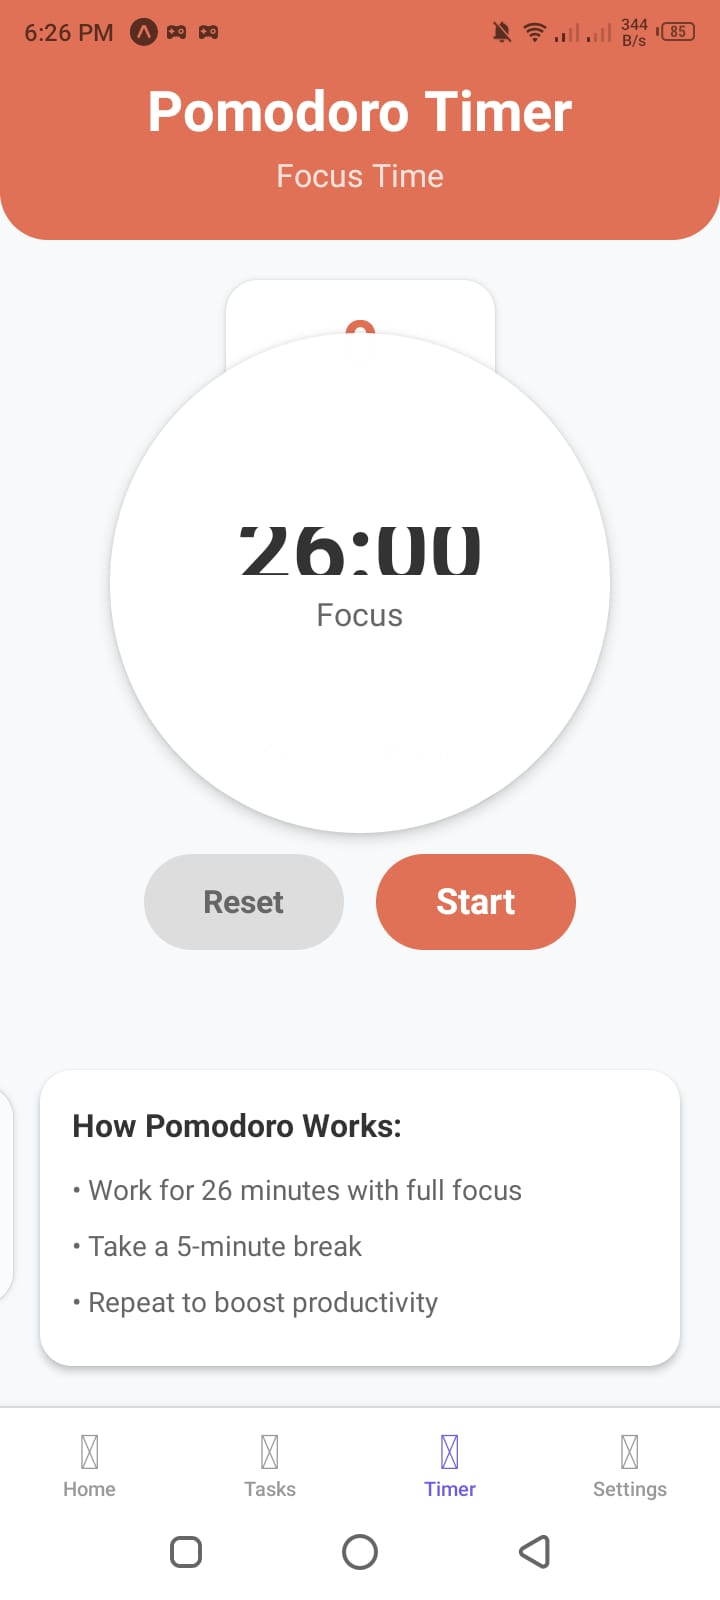 6:26 PM
344
B/s
85
Pomodoro Timer
Focus Time
26:00
Focus
Reset
Start
How Pomodoro Works:
• Work for 26 minutes with full focus
• Take a 5-minute break
• Repeat to boost productivity
Home
Tasks
Timer
Settings